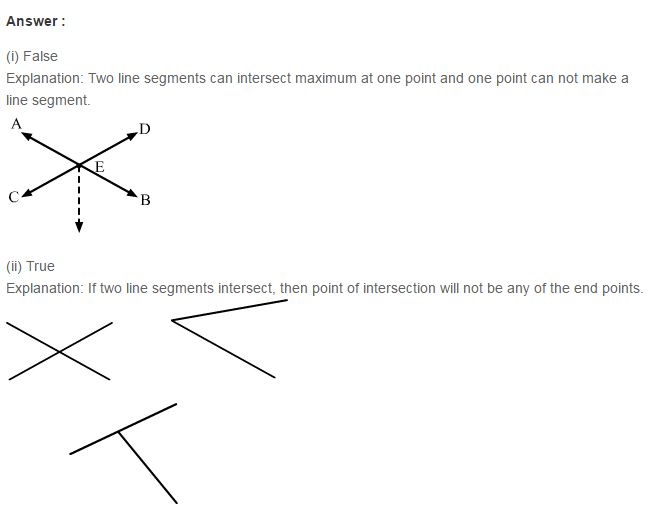 Answer :
(i) False
Explanation: Two line segments can intersect maximum at one point and one point can not make a
line segment.
A
D
E
C
B
(ii) True
Explanation: If two line segments intersect, then point of intersection will not be any of the end points.